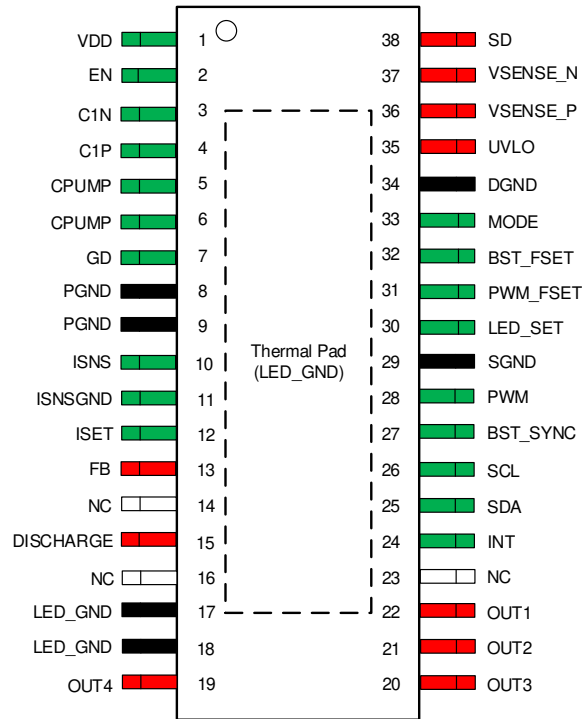 VDD 1 38 SD
EN 2 37 VSENSE_N
C1N 3 36 VSENSE_P
C1P 4 35 UVLO
CPUMP 5 34 DGND
CPUMP 6 33 MODE
GD 7 32 BST_FSET
PGND 8 31 PWM_FSET
PGND 9 30 LED_SET
Thermal Pad
(LED_GND)
ISNS 10 29 SGND
ISNSGND 11 28 PWM
ISET 12 27 BST_SYNC
FB 13 26 SCL
NC 14 25 SDA
DISCHARGE 15 24 INT
NC 16 23 NC
LED_GND 17 22 OUT1
LED_GND 18 21 OUT2
OUT4 19 20 OUT3